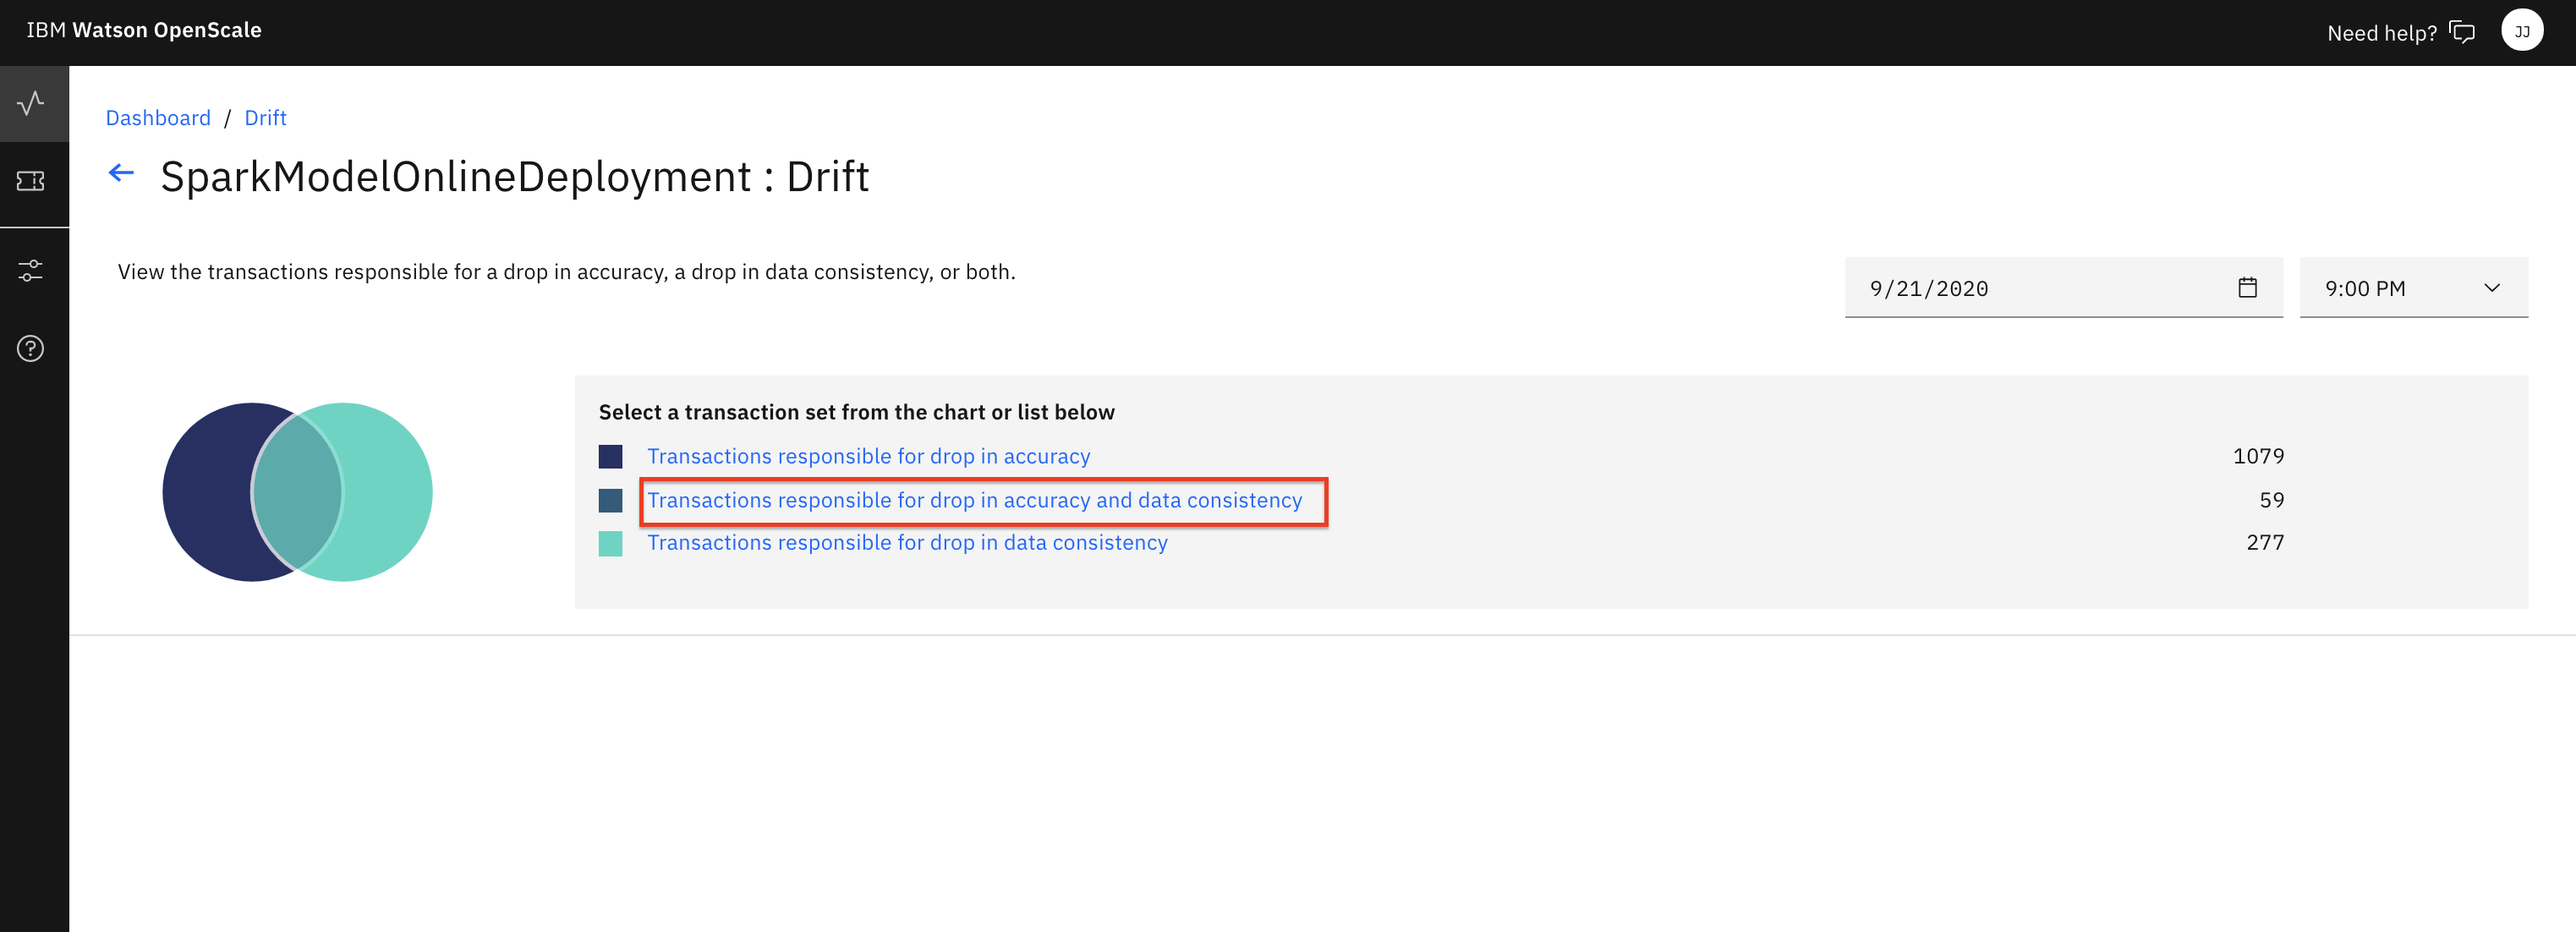 IBM Watson OpenScale
Need help?
JJ
Dashboard / Drift
SparkModelOnlineDeployment : Drift
View the transactions responsible for a drop in accuracy, a drop in data consistency, or both.
9/21/2020
9:00 PM
Select a transaction set from the chart or list below
Transactions responsible for drop in accuracy 1079
Transactions responsible for drop in accuracy and data consistency 59
Transactions responsible for drop in data consistency 277